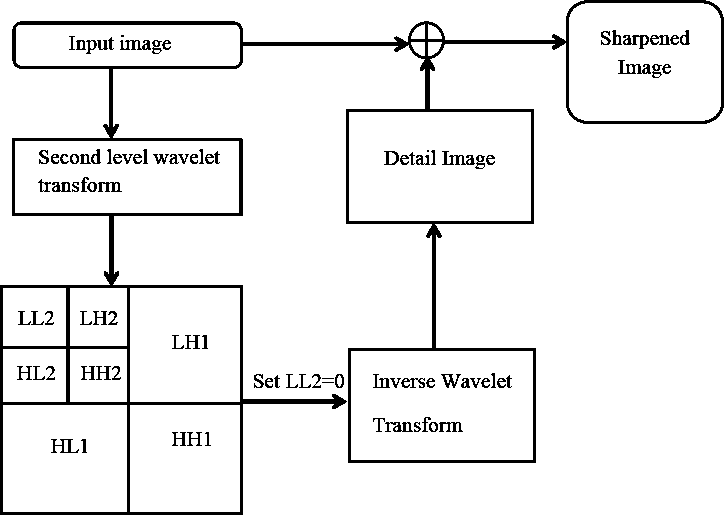 Input image
Sharpened
Image
Second level wavelet
transform
Detail Image
LL2 LH2
LH1
HL2 HH2
Set LL2=0
Inverse Wavelet
Transform
HL1
HH1